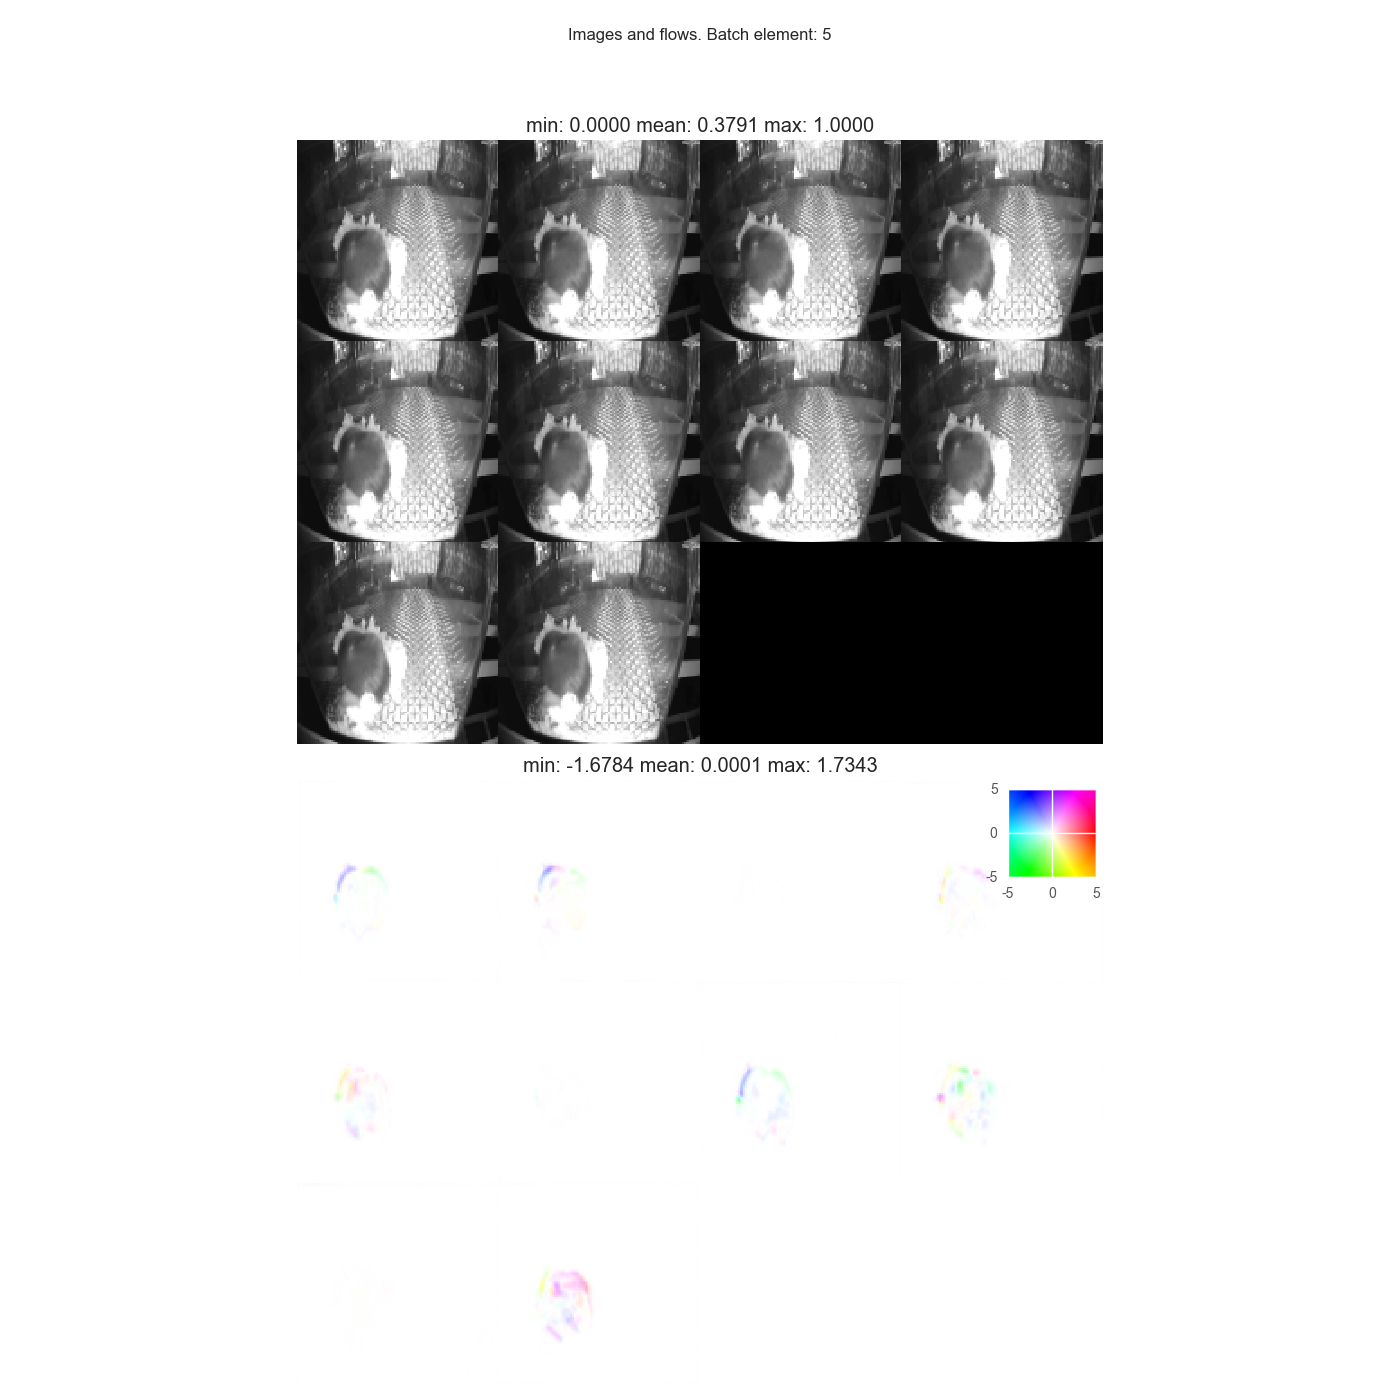 Images and flows. Batch element: 5
min: 0.0000 mean: 0.3791 max: 1.0000
min: -1.6784 mean: 0.0001 max: 1.7343
5
0
-5
-5 0 5